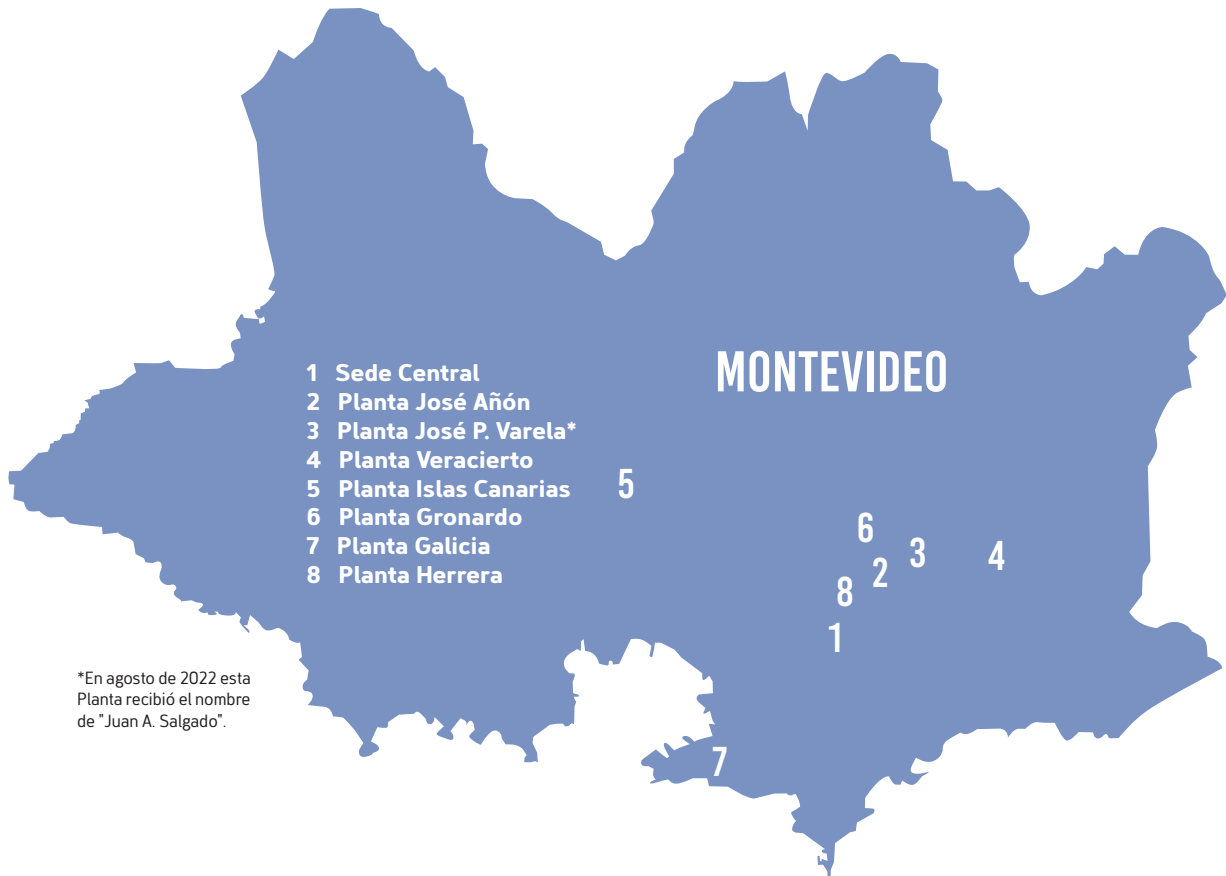 MONTEVIDEO
1 Sede Central
2 Planta José Añón
3 Planta José P. Varela*
4 Planta Veracierto
5 Planta Islas Canarias
6 Planta Gronardo
7 Planta Galicia
8 Planta Herrera
5
6
3
4
2
8
1
7
*En agosto de 2022 esta
Planta recibió el nombre
de "Juan A. Salgado".